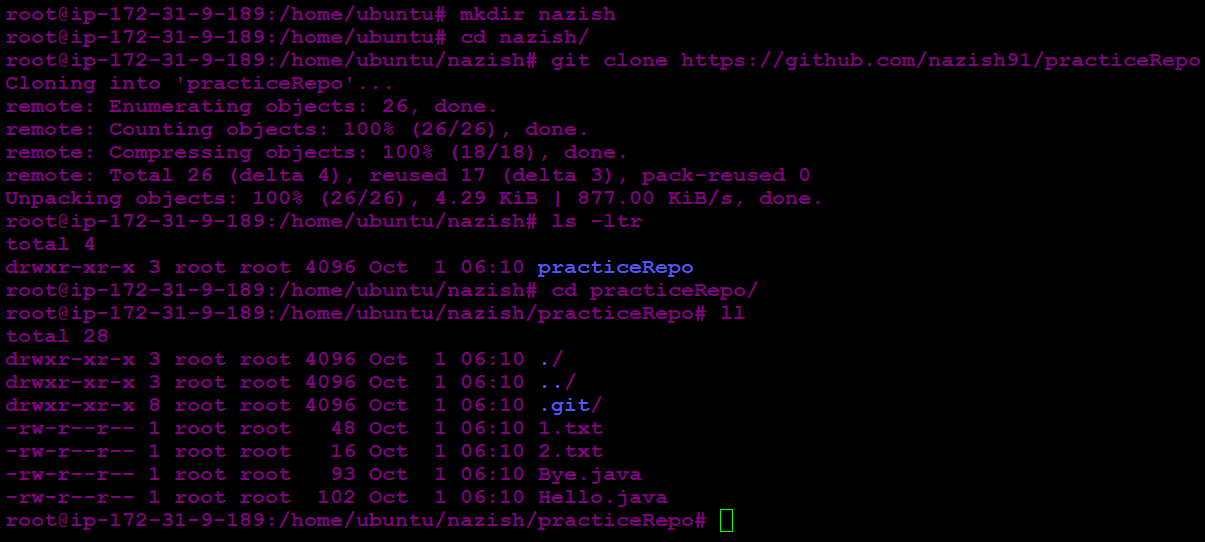 root@ip-172-31-9-189:/home/ubuntu# mkdir nazish
root@ip-172-31-9-189:/home/ubuntu# cd nazish/
root@ip-172-31-9-189:/home/ubuntu/nazish# git clone https://github.com/nazish91/practiceRepo
Cloning into 'practiceRepo'...
remote: Enumerating objects: 26, done.
remote: Counting objects: 100% (26/26), done.
remote: Compressing objects: 100% (18/18), done.
remote: Total 26 (delta 4), reused 17 (delta 3), pack-reused 0
Unpacking objects: 100% (26/26), 4.29 KiB | 877.00 KiB/s, done.
root@ip-172-31-9-189:/home/ubuntu/nazish# ls -ltr
total 4
drwxr-xr-x 3 root root 4096 Oct  1 06:10 practiceRepo
root@ip-172-31-9-189:/home/ubuntu/nazish# cd practiceRepo/
root@ip-172-31-9-189:/home/ubuntu/nazish/practiceRepo# ll
total 28
drwxr-xr-x 3 root root 4096 Oct  1 06:10 ./
drwxr-xr-x 3 root root 4096 Oct  1 06:10 ../
drwxr-xr-x 8 root root 4096 Oct  1 06:10 .git/
-rw-r--r-- 1 root root   48 Oct  1 06:10 1.txt
-rw-r--r-- 1 root root   16 Oct  1 06:10 2.txt
-rw-r--r-- 1 root root   93 Oct  1 06:10 Bye.java
-rw-r--r-- 1 root root  102 Oct  1 06:10 Hello.java
root@ip-172-31-9-189:/home/ubuntu/nazish/practiceRepo#